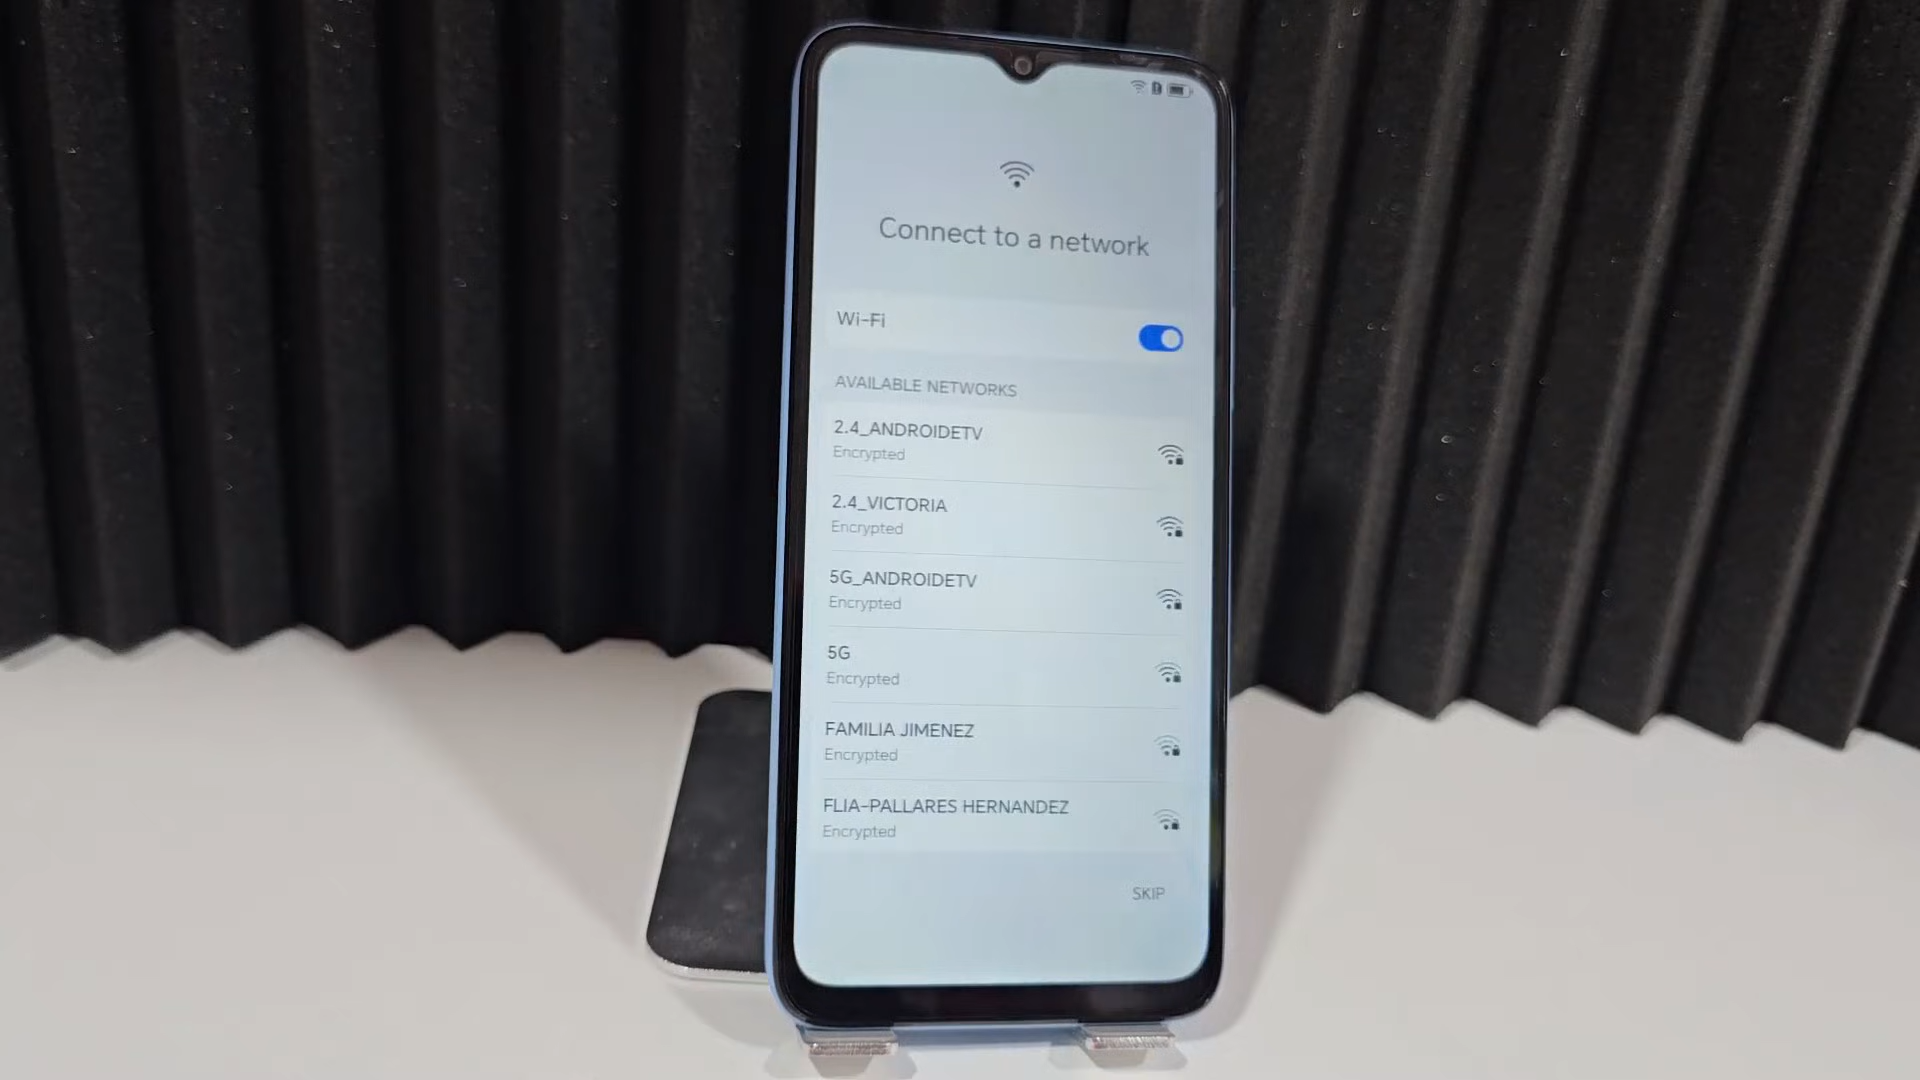 Connect to a network
Wi-Fi
AVAILABLE NETWORKS
2.4_ANDROIDETV
Encrypted
2.4_VICTORIA
Encrypted
5G_ANDROIDETV
Encrypted
5G
Encrypted
FAMILIA JIMENEZ
Encrypted
FLIA-PALLARES HERNANDEZ
Encrypted
SKIP